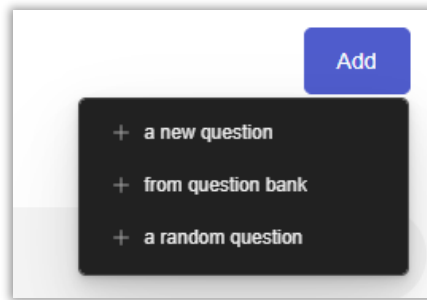 Add
+ a new question
+ from question bank
+ a random question